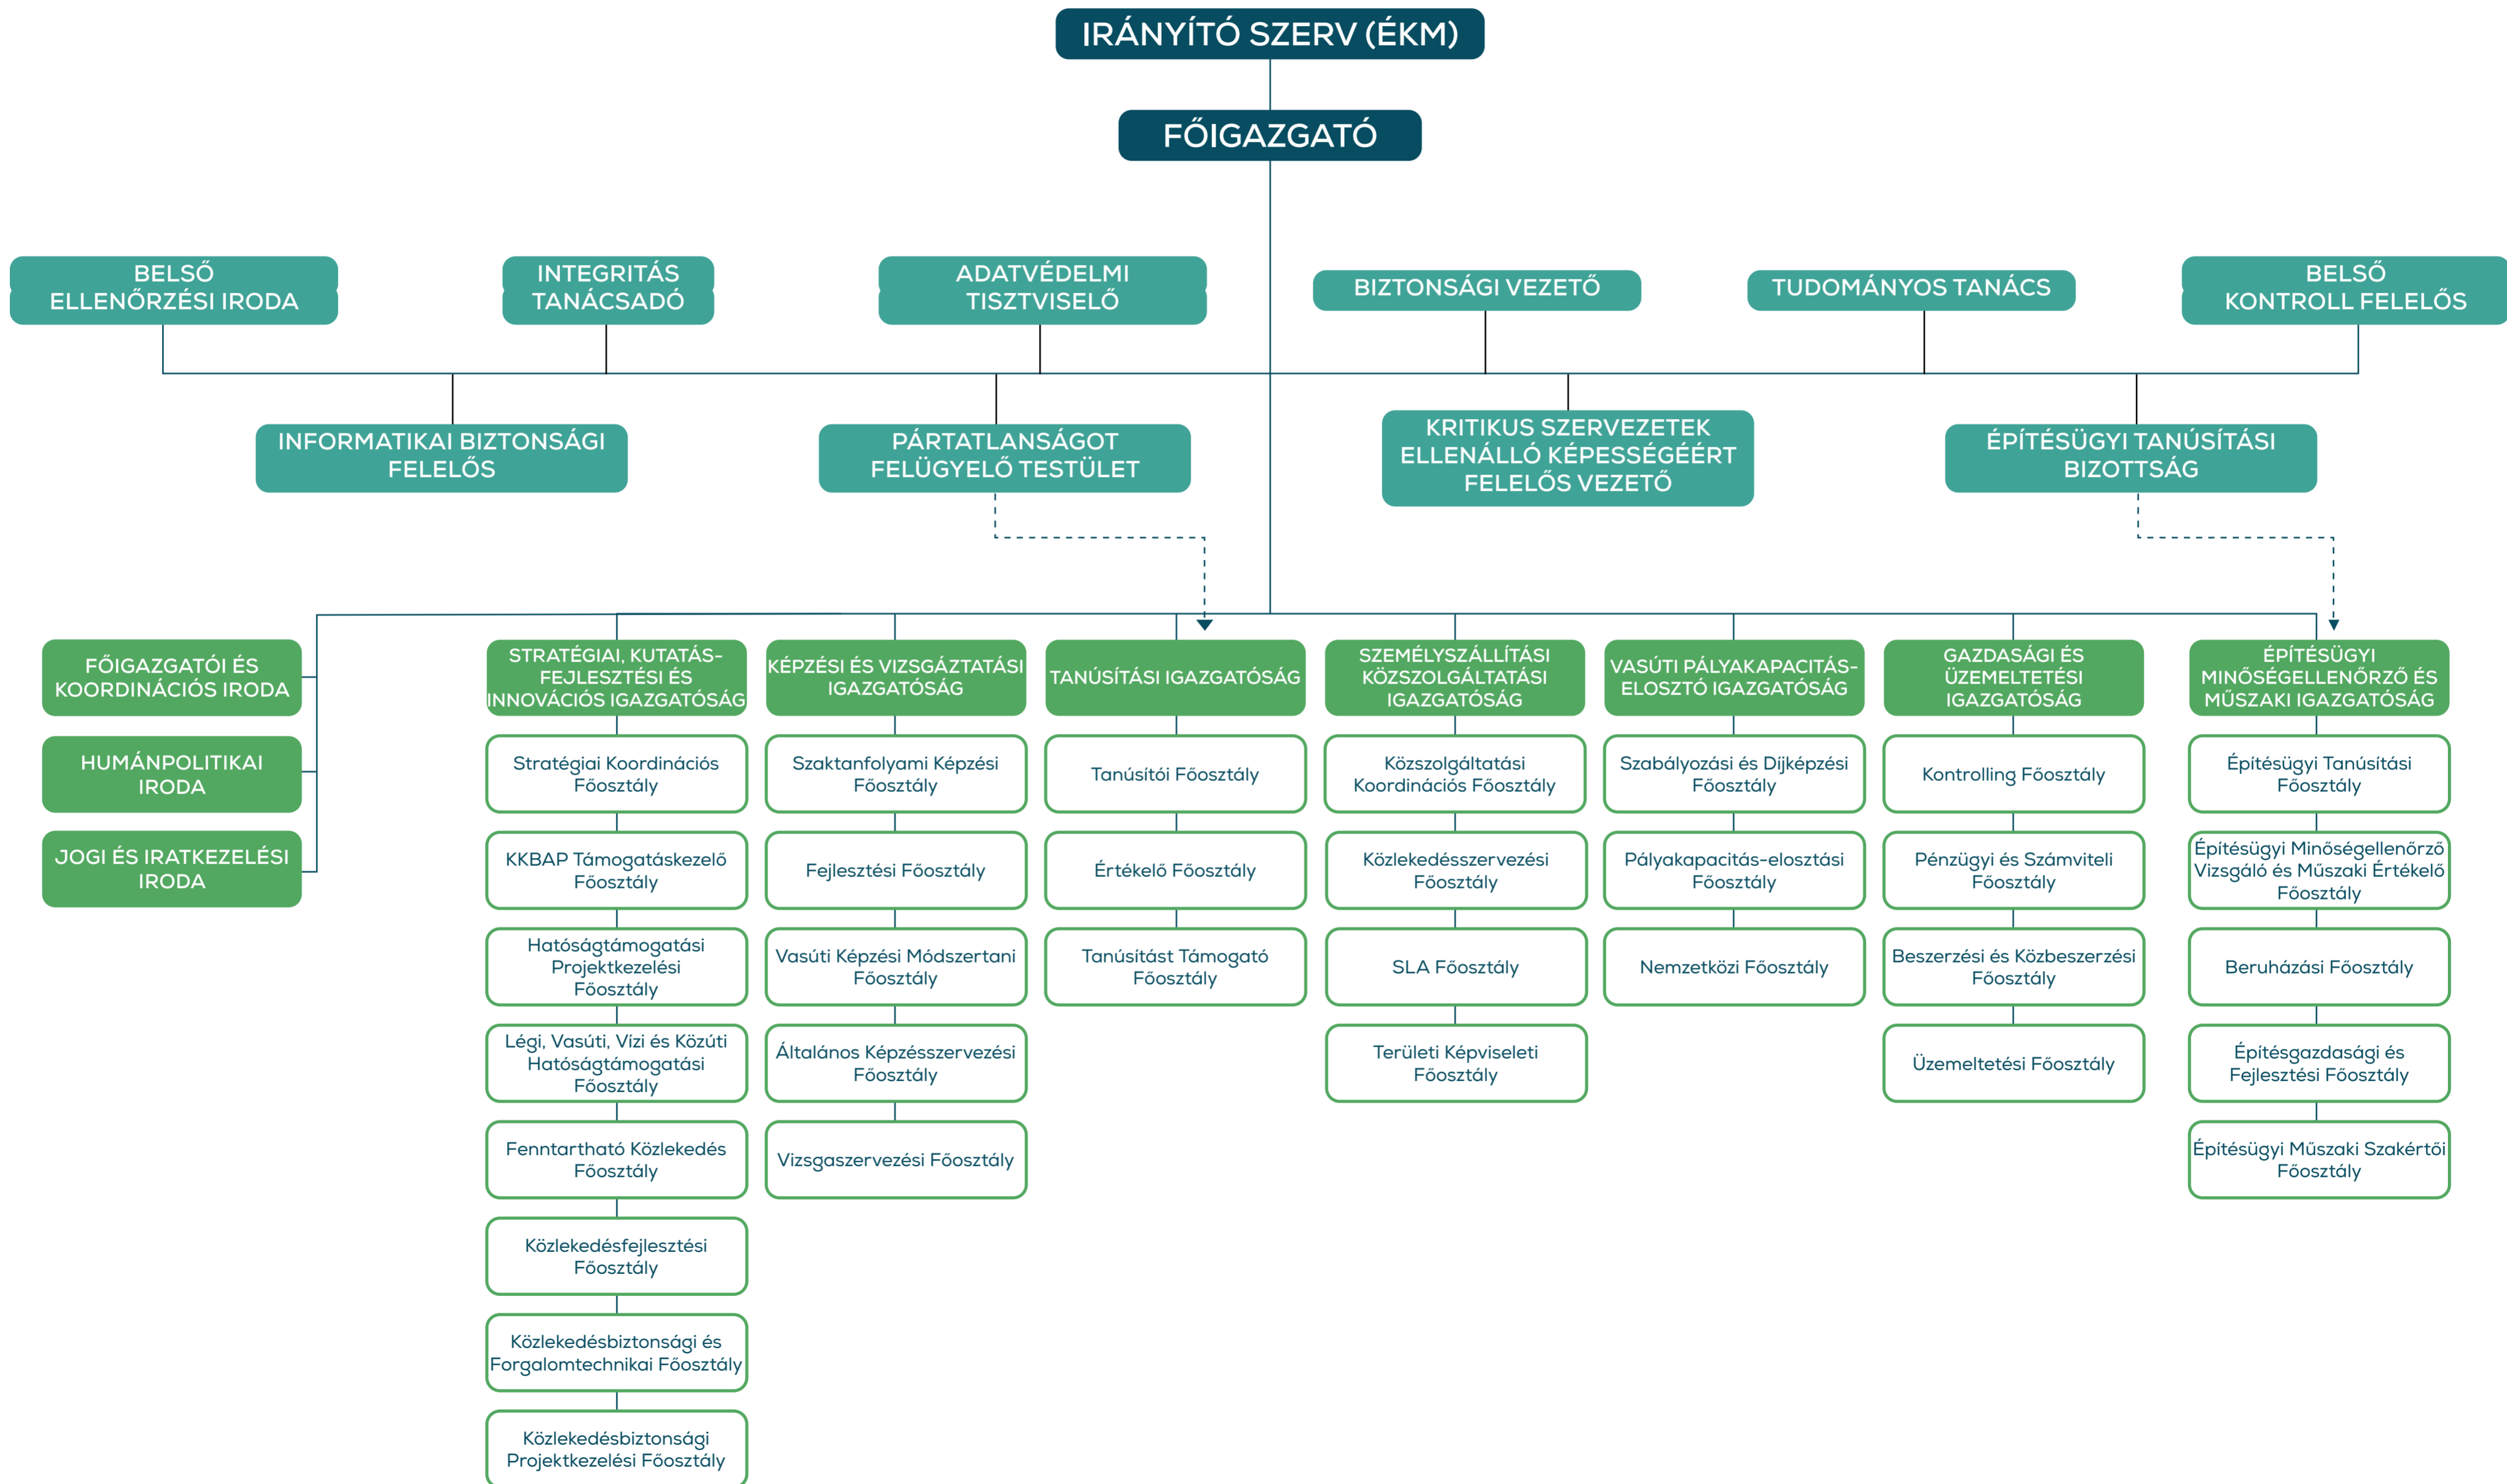 IRÁNYÍTÓ SZERV (ÉKM)
FŐIGAZGATÓ
BELSŐ
ELLENŐRZÉSI IRODA
INTEGRITÁS
TANÁCSADÓ
ADATVÉDELMI
TISZTVISELŐ
BIZTONSÁGI VEZETŐ
TUDOMÁNYOS TANÁCS
BELSŐ
KONTROLL FELELŐS
INFORMATIKAI BIZTONSÁGI
FELELŐS
PÁRTATLANSÁGOT
FELÜGYELŐ TESTÜLET
KRITIKUS SZERVEZETEK
ELLENÁLLÓ KÉPESSÉGÉÉRT
FELELŐS VEZETŐ
ÉPÍTÉSÜGYI TANÚSÍTÁSI
BIZOTTSÁG
FŐIGAZGATÓI ÉS
KOORDINÁCIÓS IRODA
HUMÁNPOLITIKAI
IRODA
JOGI ÉS IRATKEZELÉSI
IRODA
STRATÉGIAI, KUTATÁS-
FEJLESZTÉSI ÉS
INNOVÁCIÓS IGAZGATÓSÁG
Stratégiai Koordinációs
Főosztály
KKBAP Támogatáskezelő
Főosztály
Hatóságtámogatási
Projektkezelési
Főosztály
Légi, Vasúti, Vízi és Közúti
Hatóságtámogatási
Főosztály
Fenntartható Közlekedés
Főosztály
Közlekedésfejlesztési
Főosztály
Közlekedésbiztonsági és
Forgalomtechnikai Főosztály
Közlekedésbiztonsági
Projektkezelési Főosztály
KÉPZÉSI ÉS VIZSGÁZTATÁSI
IGAZGATÓSÁG
Szaktanfolyami Képzési
Főosztály
Fejlesztési Főosztály
Vasúti Képzési Módszertani
Főosztály
Általános Képzésszervezési
Főosztály
Vizsgaszervezési Főosztály
TANÚSÍTÁSI IGAZGATÓSÁG
Tanúsítói Főosztály
Értékelő Főosztály
Tanúsítást Támogató
Főosztály
SZEMÉLYSZÁLLÍTÁSI
KÖZSZOLGÁLTATÁSI
IGAZGATÓSÁG
Közszolgáltatási
Koordinációs Főosztály
Közlekedésszervezési
Főosztály
SLA Főosztály
Területi Képviseleti
Főosztály
VASÚTI PÁLYAKAPACITÁS-
ELOSZTÓ IGAZGATÓSÁG
Szabályozási és Díjképzési
Főosztály
Pályakapacitás-elosztási
Főosztály
Nemzetközi Főosztály
GAZDASÁGI ÉS
ÜZEMELTETÉSI
IGAZGATÓSÁG
Kontrolling Főosztály
Pénzügyi és Számviteli
Főosztály
Beszerzési és Közbeszerzési
Főosztály
Üzemeltetési Főosztály
ÉPÍTÉSÜGYI
MINŐSÉGELLENŐRZŐ ÉS
MŰSZAKI IGAZGATÓSÁG
Építésügyi Tanúsítási
Főosztály
Építésügyi Minőségellenőrző
Vizsgáló és Műszaki Értékelő
Főosztály
Beruházási Főosztály
Építésgazdasági és
Fejlesztési Főosztály
Építésügyi Műszaki Szakértői
Főosztály